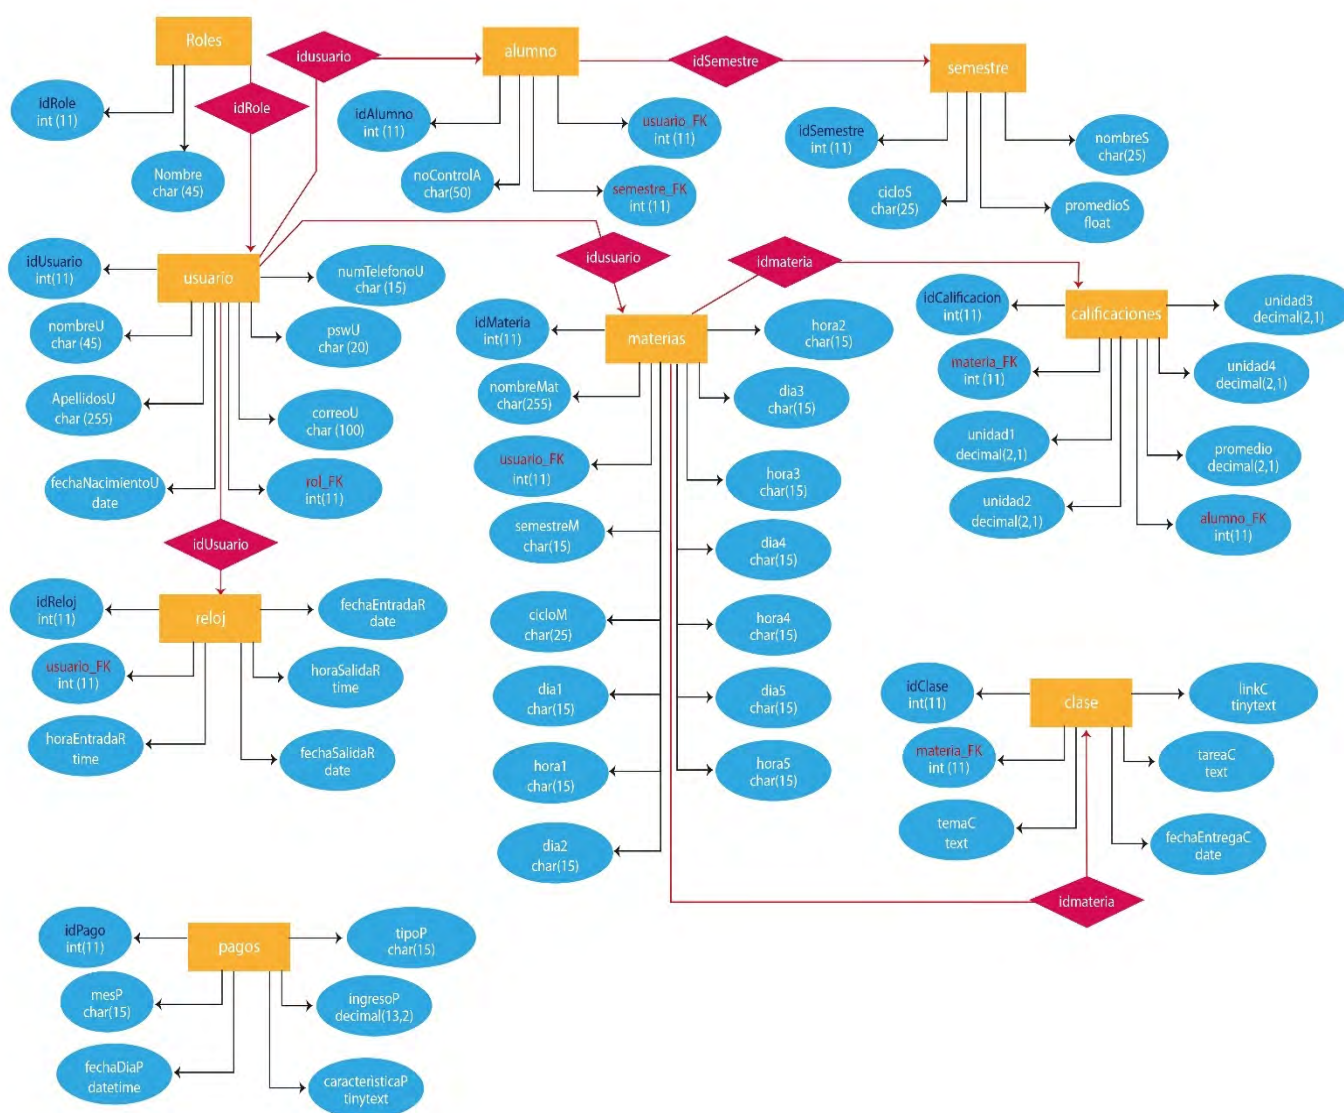 Roles
idRole
int (11)
Nombre
char (45)
idRole
idusuario
alumno
idAlumno
int (11)
noControlA
char(50)
usuario_FK
int (11)
semestre_FK
int (11)
idSemestre
semestre
idSemestre
int (11)
cicloS
char(25)
nombreS
char(25)
promedioS
float
usuario
idUsuario
int(11)
nombreU
char (45)
ApellidosU
char (255)
fechaNacimientoU
date
numTelefonoU
char (15)
pswU
char (20)
correoU
char (100)
rol_FK
int(11)
idusuario
idmateria
materias
idMateria
int(11)
nombreMat
char(255)
usuario_FK
int(11)
semestreM
char(15)
cicloM
char(25)
dia1
char(15)
hora1
char(15)
dia2
char(15)
hora2
char(15)
dia3
char(15)
hora3
char(15)
dia4
char(15)
hora4
char(15)
dia5
char(15)
hora5
char(15)
calificaciones
idCalificacion
int(11)
materia_FK
int (11)
unidad1
decimal(2,1)
unidad2
decimal(2,1)
unidad3
decimal(2,1)
unidad4
decimal(2,1)
promedio
decimal(2,1)
alumno_FK
int(11)
idUsuario
reloj
idReloj
int(11)
usuario_FK
int (11)
horaEntradaR
time
fechaEntradaR
date
horaSalidaR
time
fechaSalidaR
date
clase
idClase
int(11)
materia_FK
int (11)
temaC
text
linkC
tinytext
tareaC
text
fechaEntregaC
date
idmateria
pagos
idPago
int(11)
mesP
char(15)
fechaDiaP
datetime
tipoP
char(15)
ingresoP
decimal(13,2)
caracteristicaP
tinytext